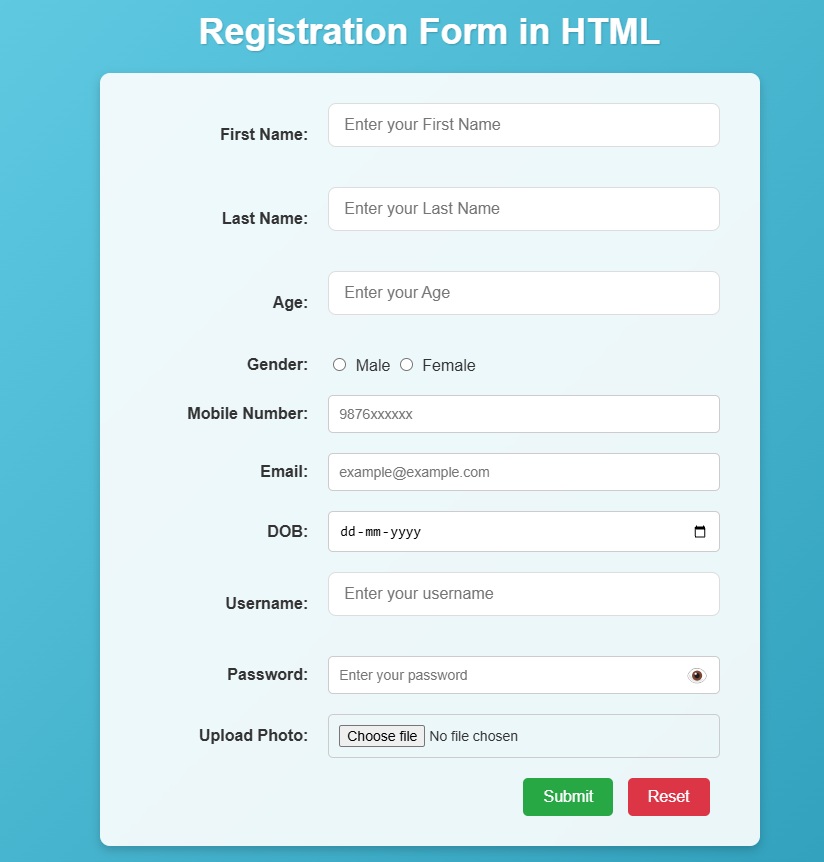 Registration Form in HTML
First Name: Enter your First Name
Last Name: Enter your Last Name
Age: Enter your Age
Gender: Male Female
Mobile Number: 9876xxxxxx
Email: example@example.com
DOB: dd-mm-yyyy
Username: Enter your username
Password: Enter your password
Upload Photo: Choose file No file chosen
Submit Reset